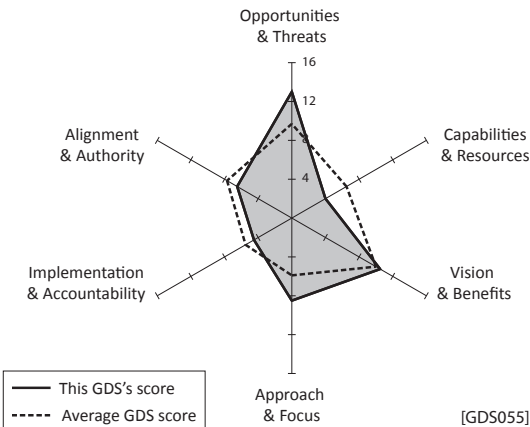 Opportunities
& Threats
16
12
4
Alignment
& Authority
Capabilities
& Resources
Implementation
& Accountability
Vision
& Benefits
Approach
& Focus
This GDS's score
Average GDS score
[GDS055]